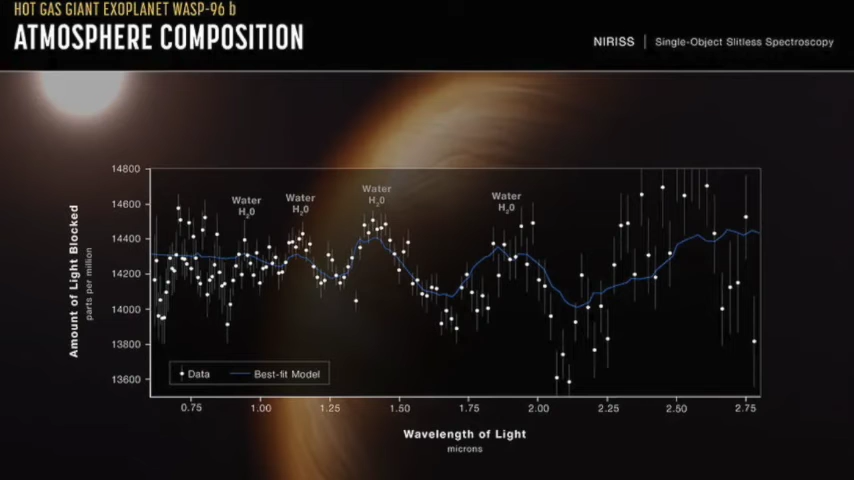 HOT GAS GIANT EXOPLANET WASP-96 b
ATMOSPHERE COMPOSITION
NIRISS | Single-Object Slitless Spectroscopy
Amount of Light Blocked
parts per million
14800
14600
14400
14200
14000
13800
13600
Water
H₂O
Water
H₂O
Water
H₂O
Water
H₂O
Data
Best-fit Model
0.75 1.00 1.25 1.50 1.75 2.00 2.25 2.50 2.75
Wavelength of Light
microns